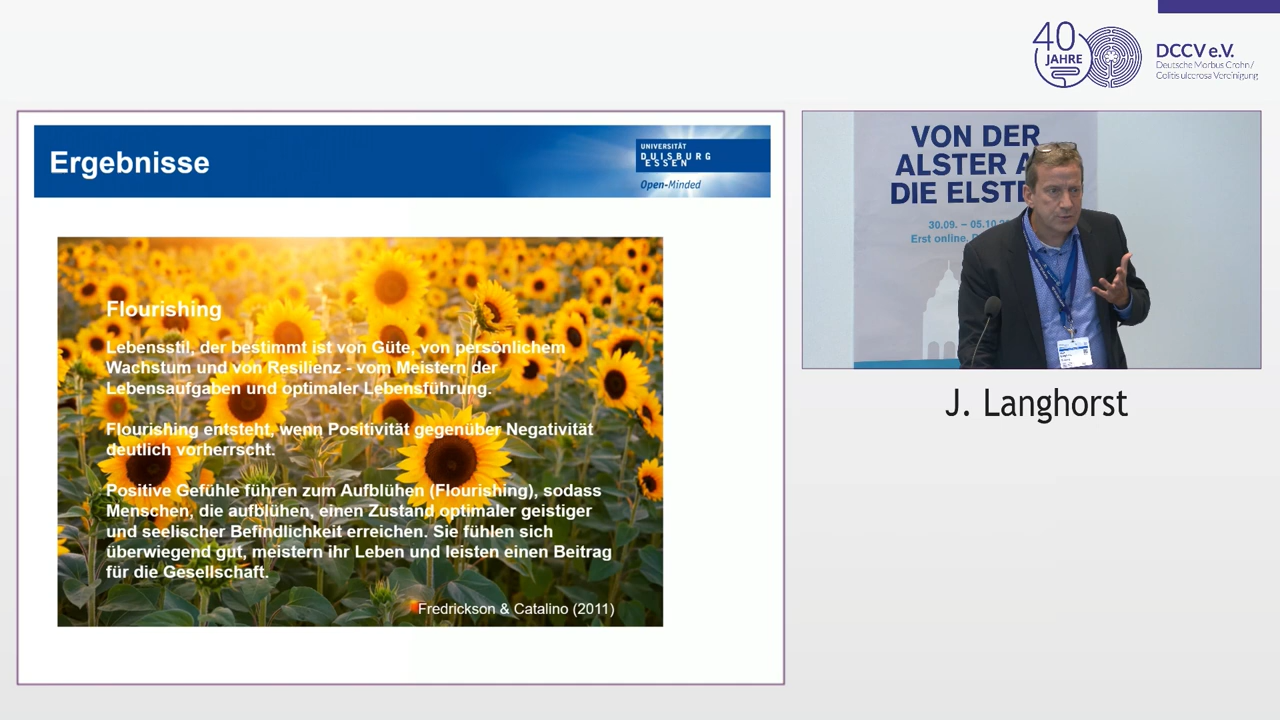 40
JAHRE
DCCV e.V.
Deutsche Morbus Crohn/
Colitis ulcerosa Vereinigung
Ergebnisse
UNIVERSITÄT
DUISBURG
ESSEN
Open-Minded
Flourishing
Lebensstil, der bestimmt ist von Güte, von persönlichem
Wachstum und von Resilienz - vom Meistern der
Lebensaufgaben und optimaler Lebensführung.
Flourishing entsteht, wenn Positivität gegenüber Negativität
deutlich vorherrscht.
Positive Gefühle führen zum Aufblühen (Flourishing), sodass
Menschen, die aufblühen, einen Zustand optimaler geistiger
und seelischer Befindlichkeit erreichen. Sie fühlen sich
überwiegend gut, meistern ihr Leben und leisten einen Beitrag
für die Gesellschaft.
Fredrickson & Catalino (2011)
VON DER
ALSTER A
DIE ELSTE
30.09. – 05.10.
Erst online,
J. Langhorst